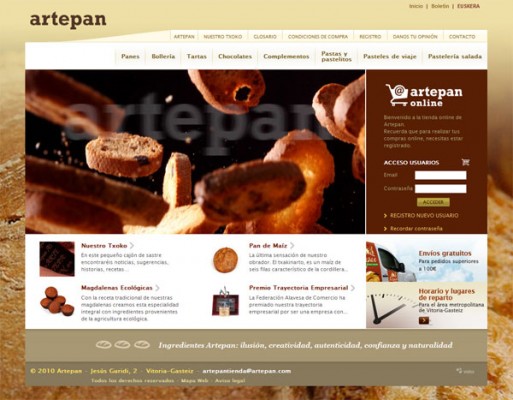 Inicio | Boletín | EUSKERA
artepan
ARTEPAN NUESTRO TXOKO GLOSARIO CONDICIONES DE COMPRA REGISTRO DANOS TU OPINIÓN CONTACTO
Panes Bollería Tartas Chocolates Complementos Pastas y pastelitos Pasteles de viaje Pastelería salada
artepan
artepan
online
Bienvenido a la tienda online de
Artepan.
Recuerda que para realizar tus
compras online, necesitas estar
registrado.
ACCESO USUARIOS
Email
Contraseña
ACCEDER
REGISTRO NUEVO USUARIO
Recordar contraseña
Nuestro Txoko
En este pequeño cajón de sastre
encontraréis noticias, sugerencias,
historias, recetas ...
Pan de Maíz
La última sensación de nuestro
obrador. El txakinarto, es un maíz de
seis filas característico de la cordillera...
Magdalenas Ecológicas
Con la receta tradicional de nuestras
magdalenas creamos esta especialidad
integral con ingredientes provenientes
de la agricultura ecológica.
Premio Trayectoria Empresarial
La Federación Alavesa de Comercio ha
premiado nuestra trayectoria
empresarial por ser una empresa con...
Envíos gratuitos
Para pedidos superiores
a 100€
Horario y lugares
de reparto
Para el área metropolitana
de Vitoria-Gasteiz
Ingredientes Artepan: ilusión, creatividad, autenticidad, confianza y naturalidad
© 2010 Artepan - Jesús Garidi, 2 - Vitoria-Gasteiz - artepantienda@artepan.com
Todos los derechos reservados - Mapa Web - Aviso legal